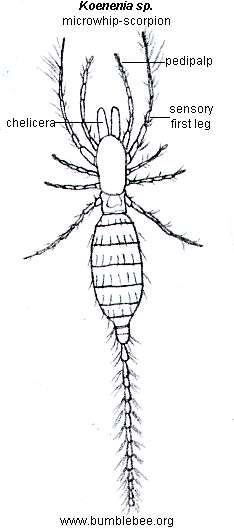 Koenenia sp.
microwhip-scorpion
pedipalp
chelicera
sensory
first leg
www.bumblebee.org